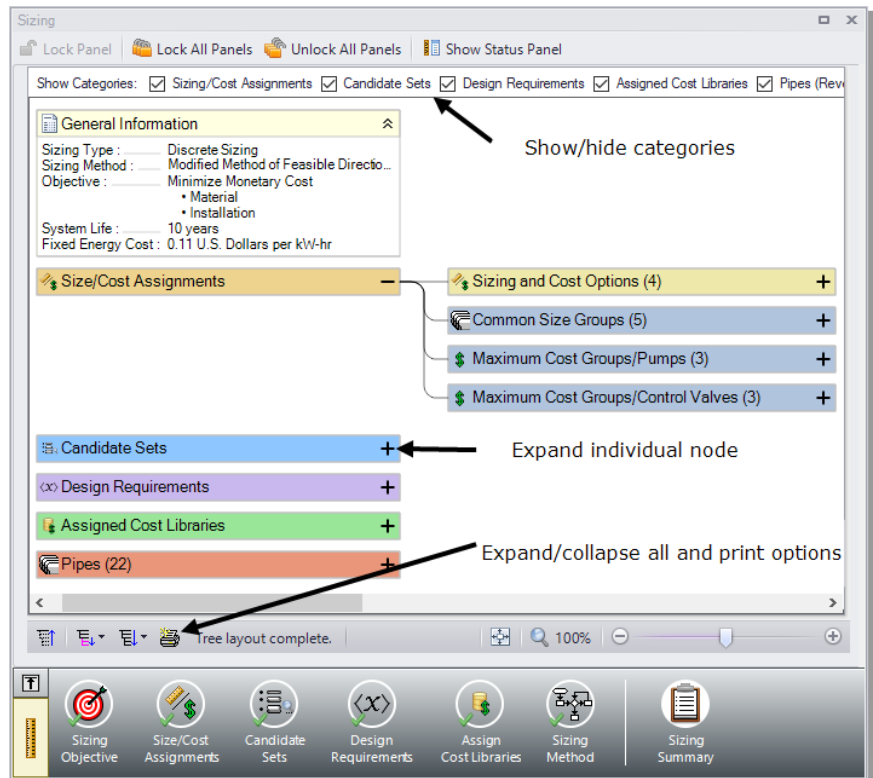 Sizing
Lock Panel Lock All Panels Unlock All Panels Show Status Panel
Show Categories: Sizing/Cost Assignments Candidate Sets Design Requirements Assigned Cost Libraries Pipes (Reve
General Information
Show/hide categories
Sizing Type : Discrete Sizing
Sizing Method : Modified Method of Feasible Directio...
Objective : Minimize Monetary Cost
• Material
• Installation
System Life : 10 years
Fixed Energy Cost : 0.11 U.S. Dollars per kW-hr
Size/Cost Assignments
Sizing and Cost Options (4)
Common Size Groups (5)
Maximum Cost Groups/Pumps (3)
Maximum Cost Groups/Control Valves (3)
Candidate Sets
Expand individual node
Design Requirements
Assigned Cost Libraries
Expand/collapse all and print options
Pipes (22)
Tree layout complete. 100%
Sizing Objective
Size/Cost Assignments
Candidate Sets
Design Requirements
Assign Cost Libraries
Sizing Method
Sizing Summary